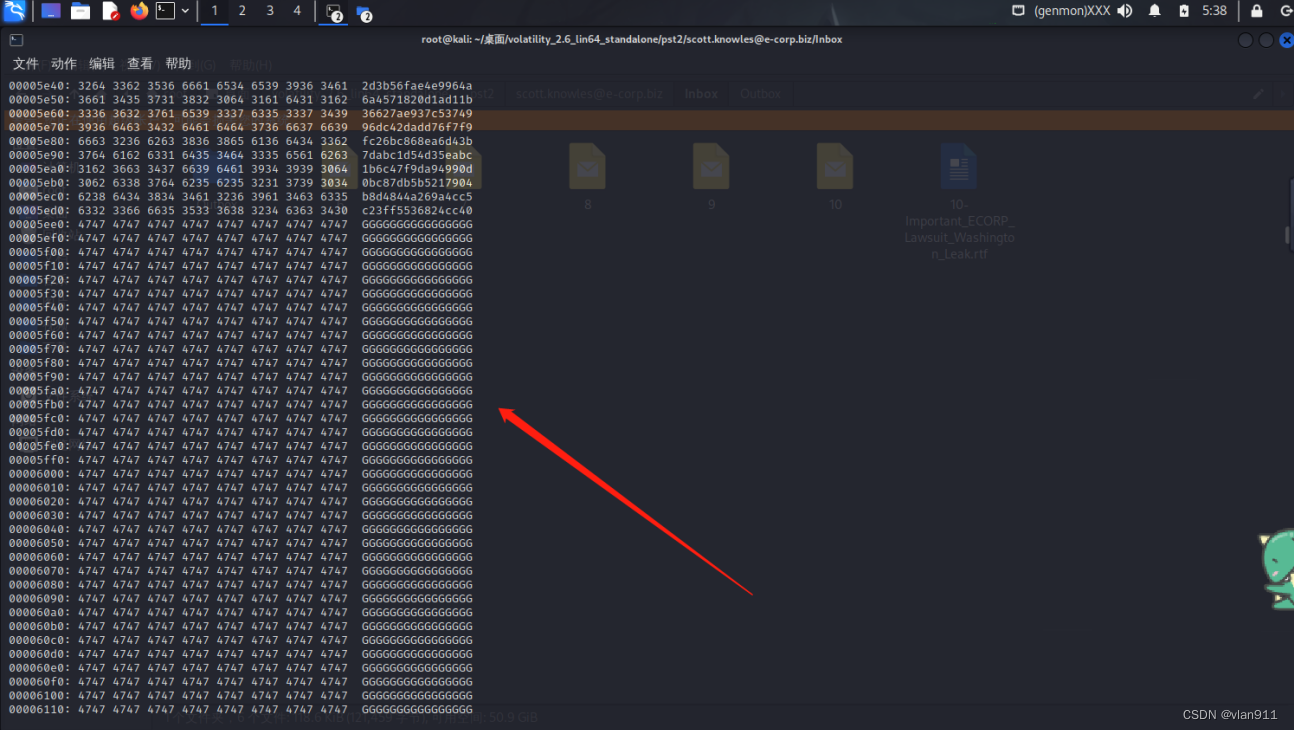 1 2 3 4 2 2 (genmon)XXX 5:38
root@kali: ~/桌面/volatility_2.6_lin64_standalone/pst2/scott.knowles@e-corp.biz/Inbox
文件 动作 编辑 查看 帮助
pst2 scott.knowles@e-corp.biz Inbox Outbox
00005e40: 3264 3362 3536 6661 6534 6539 3936 3461 2d3b56fae4e9964a
00005e50: 3661 3435 3731 3832 3064 3161 6431 3162 6a4571820d1ad11b
00005e60: 3336 3632 3761 6539 3337 6335 3337 3439 36627ae937c53749
00005e70: 3936 6463 3432 6461 6464 3736 6637 6639 96dc42dadd76f7f9
00005e80: 6663 3236 6263 3836 3865 6136 6434 3362 fc26bc868ea6d43b
00005e90: 3764 6162 6331 6435 3464 3335 6561 6263 7dabc1d54d35eabc
00005ea0: 3162 3663 3437 6639 6461 3934 3939 3064 1b6c47f9da94990d
00005eb0: 3062 6338 3764 6235 6235 3231 3739 3034 0bc87db5b5217904
00005ec0: 6238 6434 3834 3461 3236 3961 3463 6335 b8d4844a269a4cc5
00005ed0: 6332 3366 6635 3533 3638 3234 6363 3430 c23ff5536824cc40
00005ee0: 4747 4747 4747 4747 4747 4747 4747 4747 GGGGGGGGGGGGGGGG
00005ef0: 4747 4747 4747 4747 4747 4747 4747 4747 GGGGGGGGGGGGGGGG
00005f00: 4747 4747 4747 4747 4747 4747 4747 4747 GGGGGGGGGGGGGGGG
00005f10: 4747 4747 4747 4747 4747 4747 4747 4747 GGGGGGGGGGGGGGGG
00005f20: 4747 4747 4747 4747 4747 4747 4747 4747 GGGGGGGGGGGGGGGG
00005f30: 4747 4747 4747 4747 4747 4747 4747 4747 GGGGGGGGGGGGGGGG
00005f40: 4747 4747 4747 4747 4747 4747 4747 4747 GGGGGGGGGGGGGGGG
00005f50: 4747 4747 4747 4747 4747 4747 4747 4747 GGGGGGGGGGGGGGGG
00005f60: 4747 4747 4747 4747 4747 4747 4747 4747 GGGGGGGGGGGGGGGG
00005f70: 4747 4747 4747 4747 4747 4747 4747 4747 GGGGGGGGGGGGGGGG
00005f80: 4747 4747 4747 4747 4747 4747 4747 4747 GGGGGGGGGGGGGGGG
00005f90: 4747 4747 4747 4747 4747 4747 4747 4747 GGGGGGGGGGGGGGGG
00005fa0: 4747 4747 4747 4747 4747 4747 4747 4747 GGGGGGGGGGGGGGGG
00005fb0: 4747 4747 4747 4747 4747 4747 4747 4747 GGGGGGGGGGGGGGGG
00005fc0: 4747 4747 4747 4747 4747 4747 4747 4747 GGGGGGGGGGGGGGGG
00005fd0: 4747 4747 4747 4747 4747 4747 4747 4747 GGGGGGGGGGGGGGGG
00005fe0: 4747 4747 4747 4747 4747 4747 4747 4747 GGGGGGGGGGGGGGGG
00005ff0: 4747 4747 4747 4747 4747 4747 4747 4747 GGGGGGGGGGGGGGGG
00006000: 4747 4747 4747 4747 4747 4747 4747 4747 GGGGGGGGGGGGGGGG
00006010: 4747 4747 4747 4747 4747 4747 4747 4747 GGGGGGGGGGGGGGGG
00006020: 4747 4747 4747 4747 4747 4747 4747 4747 GGGGGGGGGGGGGGGG
00006030: 4747 4747 4747 4747 4747 4747 4747 4747 GGGGGGGGGGGGGGGG
00006040: 4747 4747 4747 4747 4747 4747 4747 4747 GGGGGGGGGGGGGGGG
00006050: 4747 4747 4747 4747 4747 4747 4747 4747 GGGGGGGGGGGGGGGG
00006060: 4747 4747 4747 4747 4747 4747 4747 4747 GGGGGGGGGGGGGGGG
00006070: 4747 4747 4747 4747 4747 4747 4747 4747 GGGGGGGGGGGGGGGG
00006080: 4747 4747 4747 4747 4747 4747 4747 4747 GGGGGGGGGGGGGGGG
00006090: 4747 4747 4747 4747 4747 4747 4747 4747 GGGGGGGGGGGGGGGG
000060a0: 4747 4747 4747 4747 4747 4747 4747 4747 GGGGGGGGGGGGGGGG
000060b0: 4747 4747 4747 4747 4747 4747 4747 4747 GGGGGGGGGGGGGGGG
000060c0: 4747 4747 4747 4747 4747 4747 4747 4747 GGGGGGGGGGGGGGGG
000060d0: 4747 4747 4747 4747 4747 4747 4747 4747 GGGGGGGGGGGGGGGG
000060e0: 4747 4747 4747 4747 4747 4747 4747 4747 GGGGGGGGGGGGGGGG
000060f0: 4747 4747 4747 4747 4747 4747 4747 4747 GGGGGGGGGGGGGGGG
00006100: 4747 4747 4747 4747 4747 4747 4747 4747 GGGGGGGGGGGGGGGG
00006110: 4747 4747 4747 4747 4747 4747 4747 4747 GGGGGGGGGGGGGGGG
8 9 10 10-
Important_ECORP_
Lawsuit_Washingto
n_Leak.rtf
CSDN @vlan911